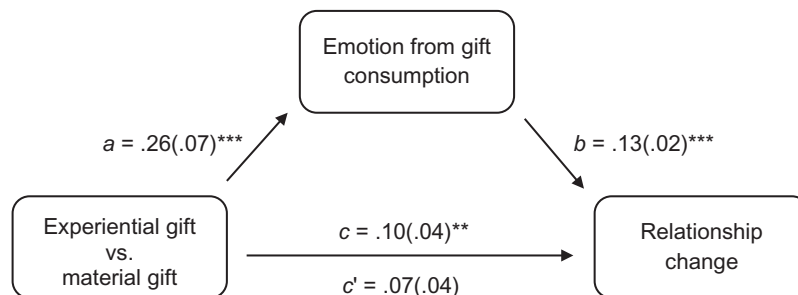 Emotion from gift
consumption
a = .26(.07)***
b = .13(.02)***
Experiential gift
vs.
material gift
c = .10(.04)**
c' = .07(.04)
Relationship
change